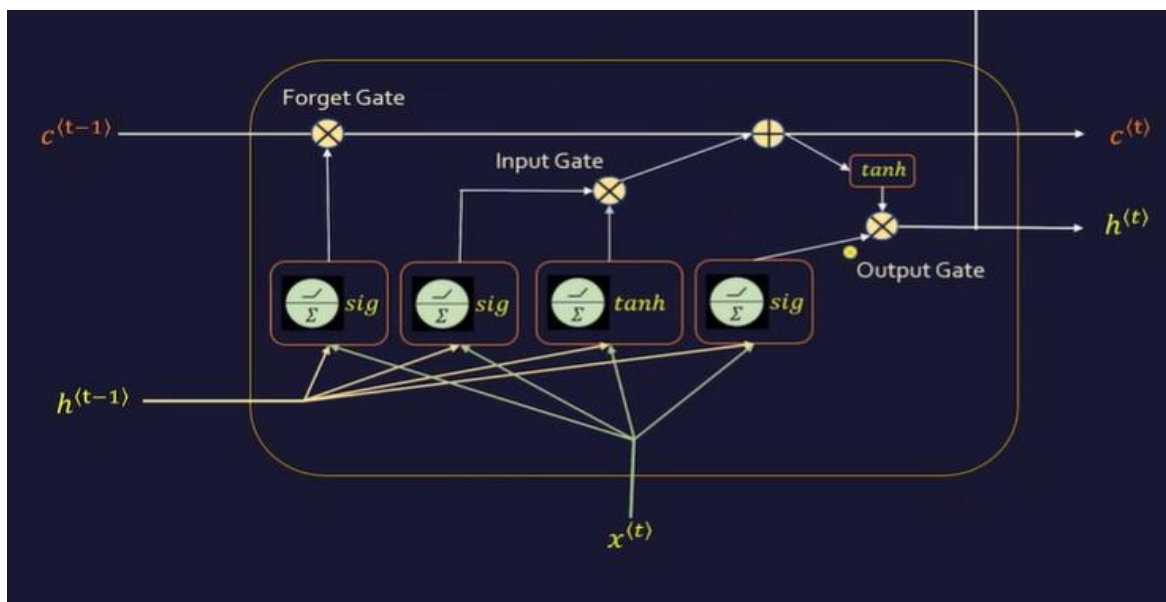 Forget Gate
c⟨t−1⟩
c⟨t⟩
Input Gate
tanh
h⟨t⟩
Output Gate
Σ sig
Σ sig
Σ tanh
Σ sig
h⟨t−1⟩
x⟨t⟩